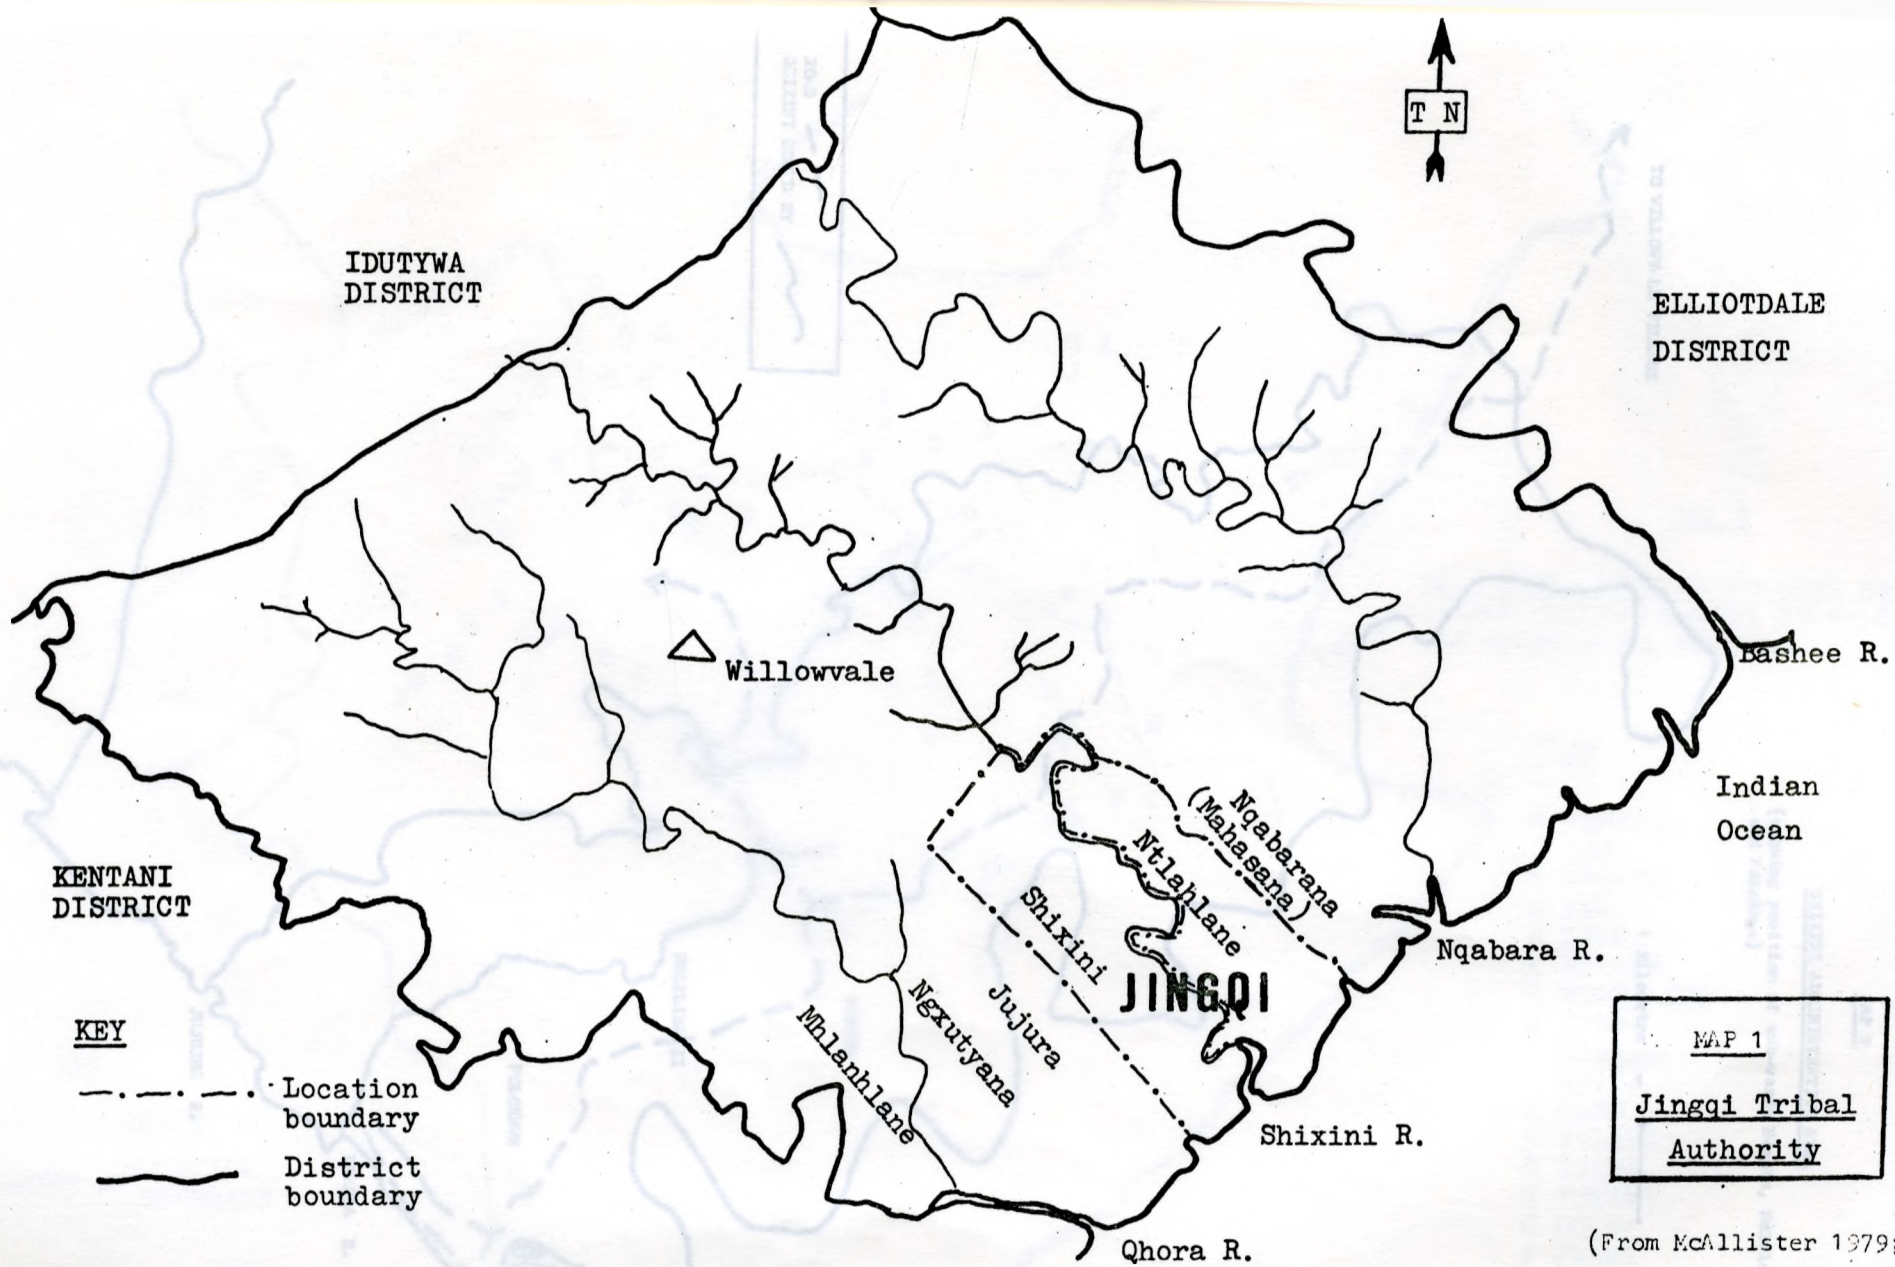 T N
IDUTYWA
DISTRICT
ELLIOTDALE
DISTRICT
Willowvale
Bashee R.
Indian
Ocean
Nqabarana
(Mahasana)
Ntlahlane
Shixini
JINGQI
Jujura
Ngxutyana
Mhlanhlane
KENTANI
DISTRICT
Nqabara R.
Shixini R.
Qhora R.
KEY
Location
boundary
District
boundary
MAP 1
Jingqi Tribal
Authority
(From McAllister 1979: